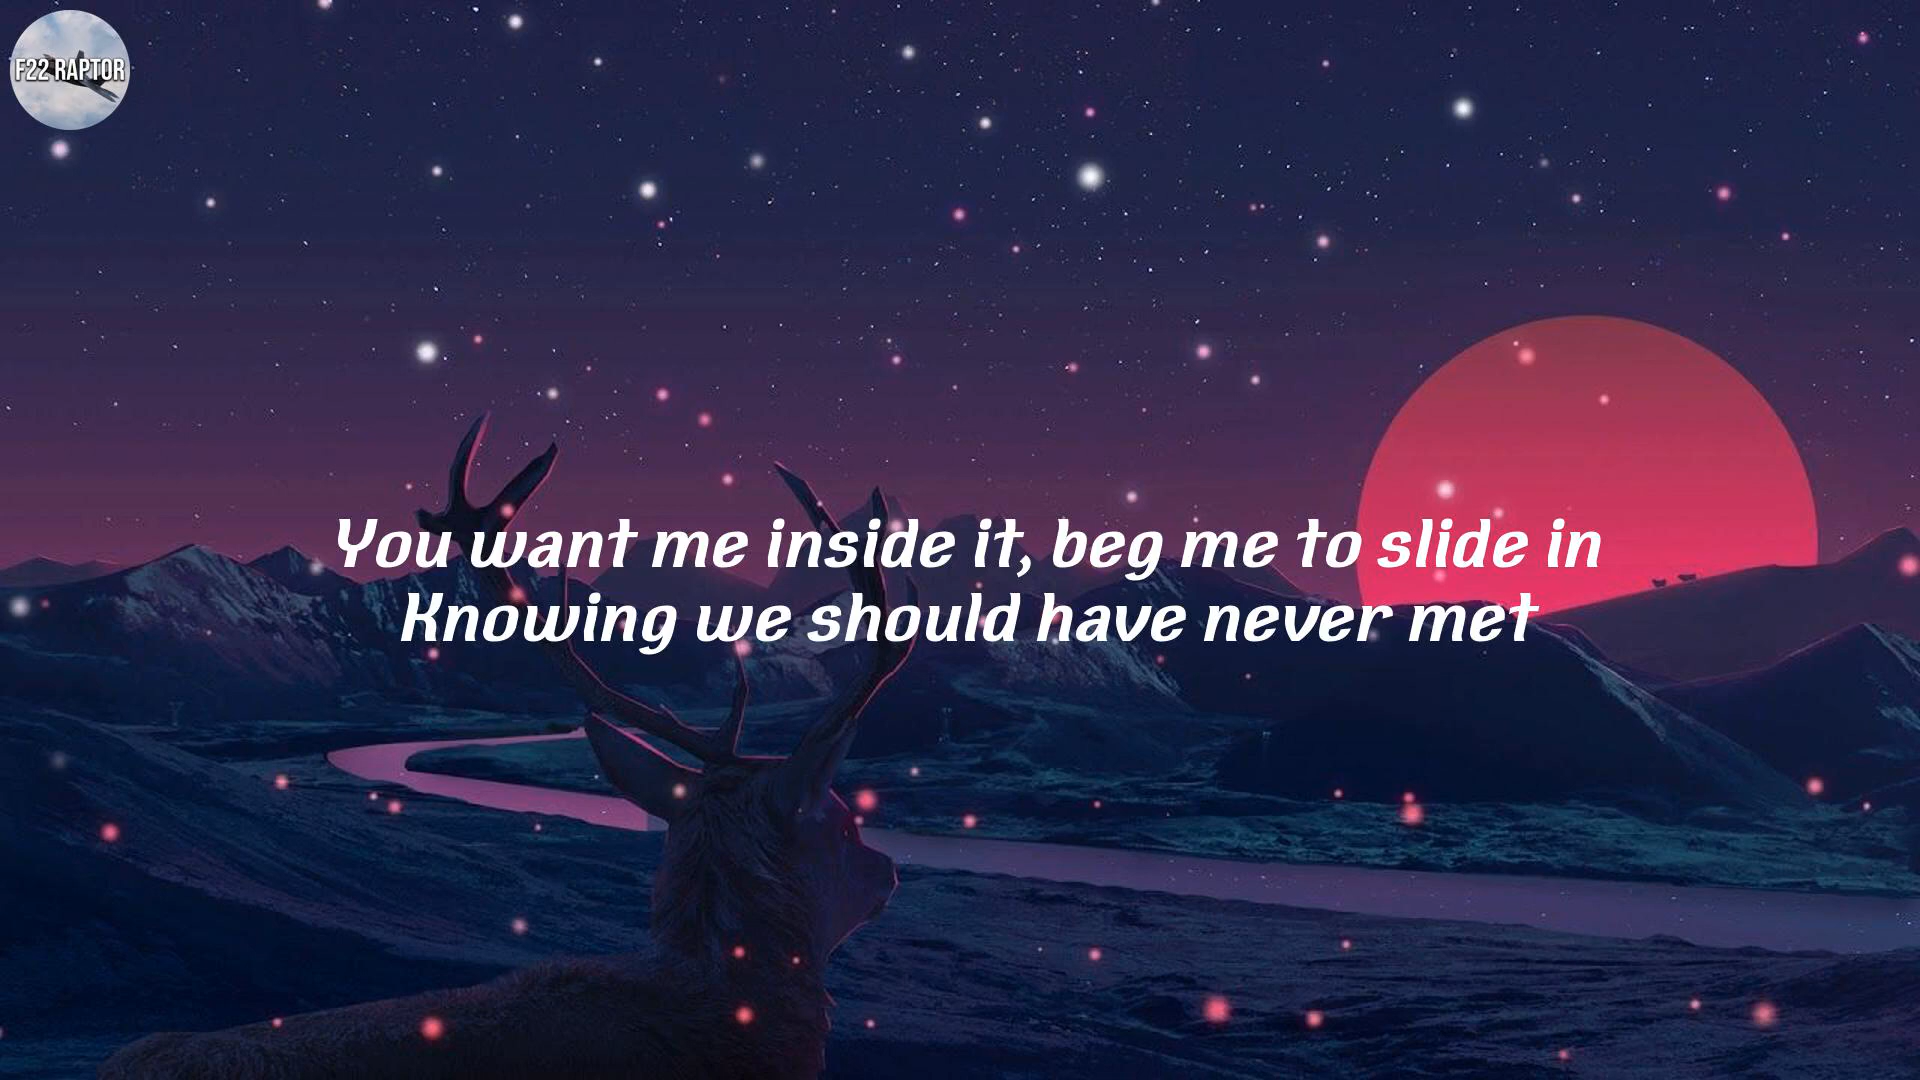 F22 RAPTOR
You want me inside it, beg me to slide in
Knowing we should have never met